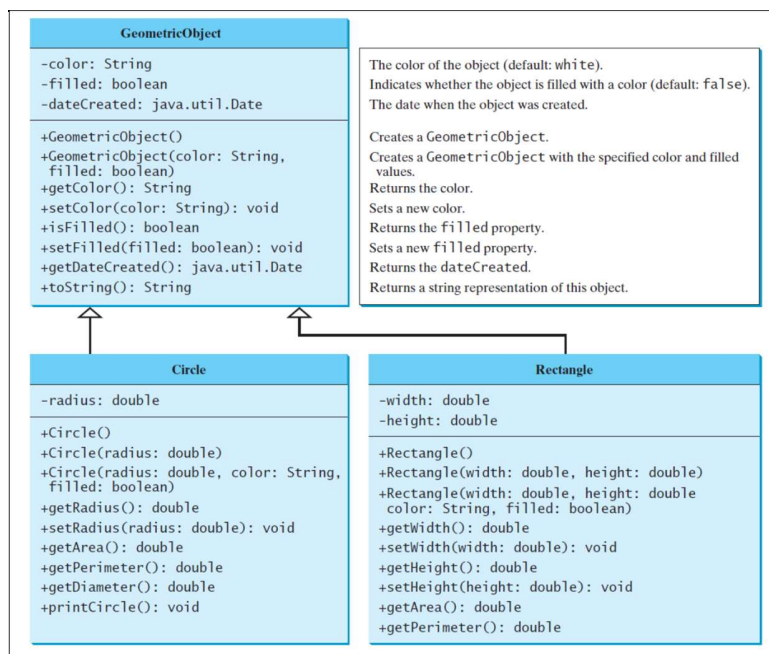 GeometricObject
-color: String
-filled: boolean
-dateCreated: java.util.Date
+GeometricObject()
+GeometricObject(color: String,
filled: boolean)
+getColor(): String
+setColor(color: String): void
+isFilled(): boolean
+setFilled(filled: boolean): void
+getDateCreated(): java.util.Date
+toString(): String
The color of the object (default: white).
Indicates whether the object is filled with a color (default: false).
The date when the object was created.
Creates a GeometricObject.
Creates a GeometricObject with the specified color and filled
values.
Returns the color.
Sets a new color.
Returns the filled property.
Sets a new filled property.
Returns the dateCreated.
Returns a string representation of this object.
Circle
-radius: double
+Circle()
+Circle(radius: double)
+Circle(radius: double, color: String,
filled: boolean)
+getRadius(): double
+setRadius(radius: double): void
+getArea(): double
+getPerimeter(): double
+getDiameter(): double
+printCircle(): void
Rectangle
-width: double
-height: double
+Rectangle()
+Rectangle(width: double, height: double)
+Rectangle(width: double, height: double
color: String, filled: boolean)
+getWidth(): double
+setWidth(width: double): void
+getHeight(): double
+setHeight(height: double): void
+getArea(): double
+getPerimeter(): double